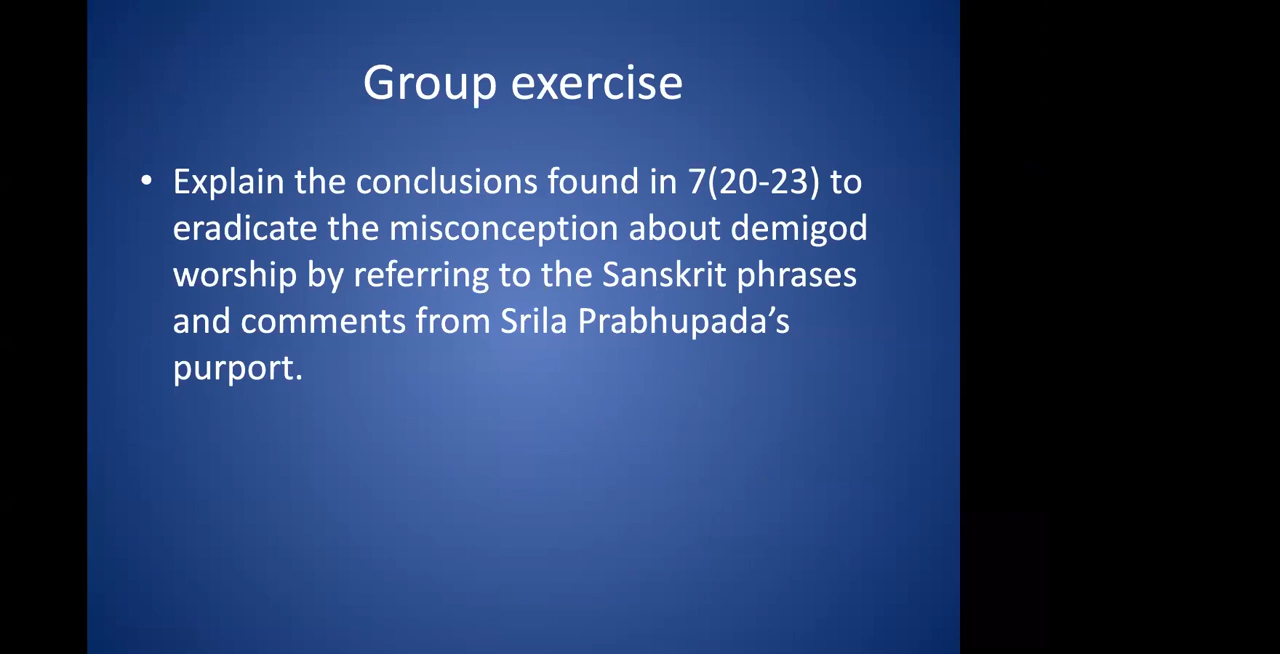 Group exercise
• Explain the conclusions found in 7(20-23) to
eradicate the misconception about demigod
worship by referring to the Sanskrit phrases
and comments from Srila Prabhupada’s
purport.